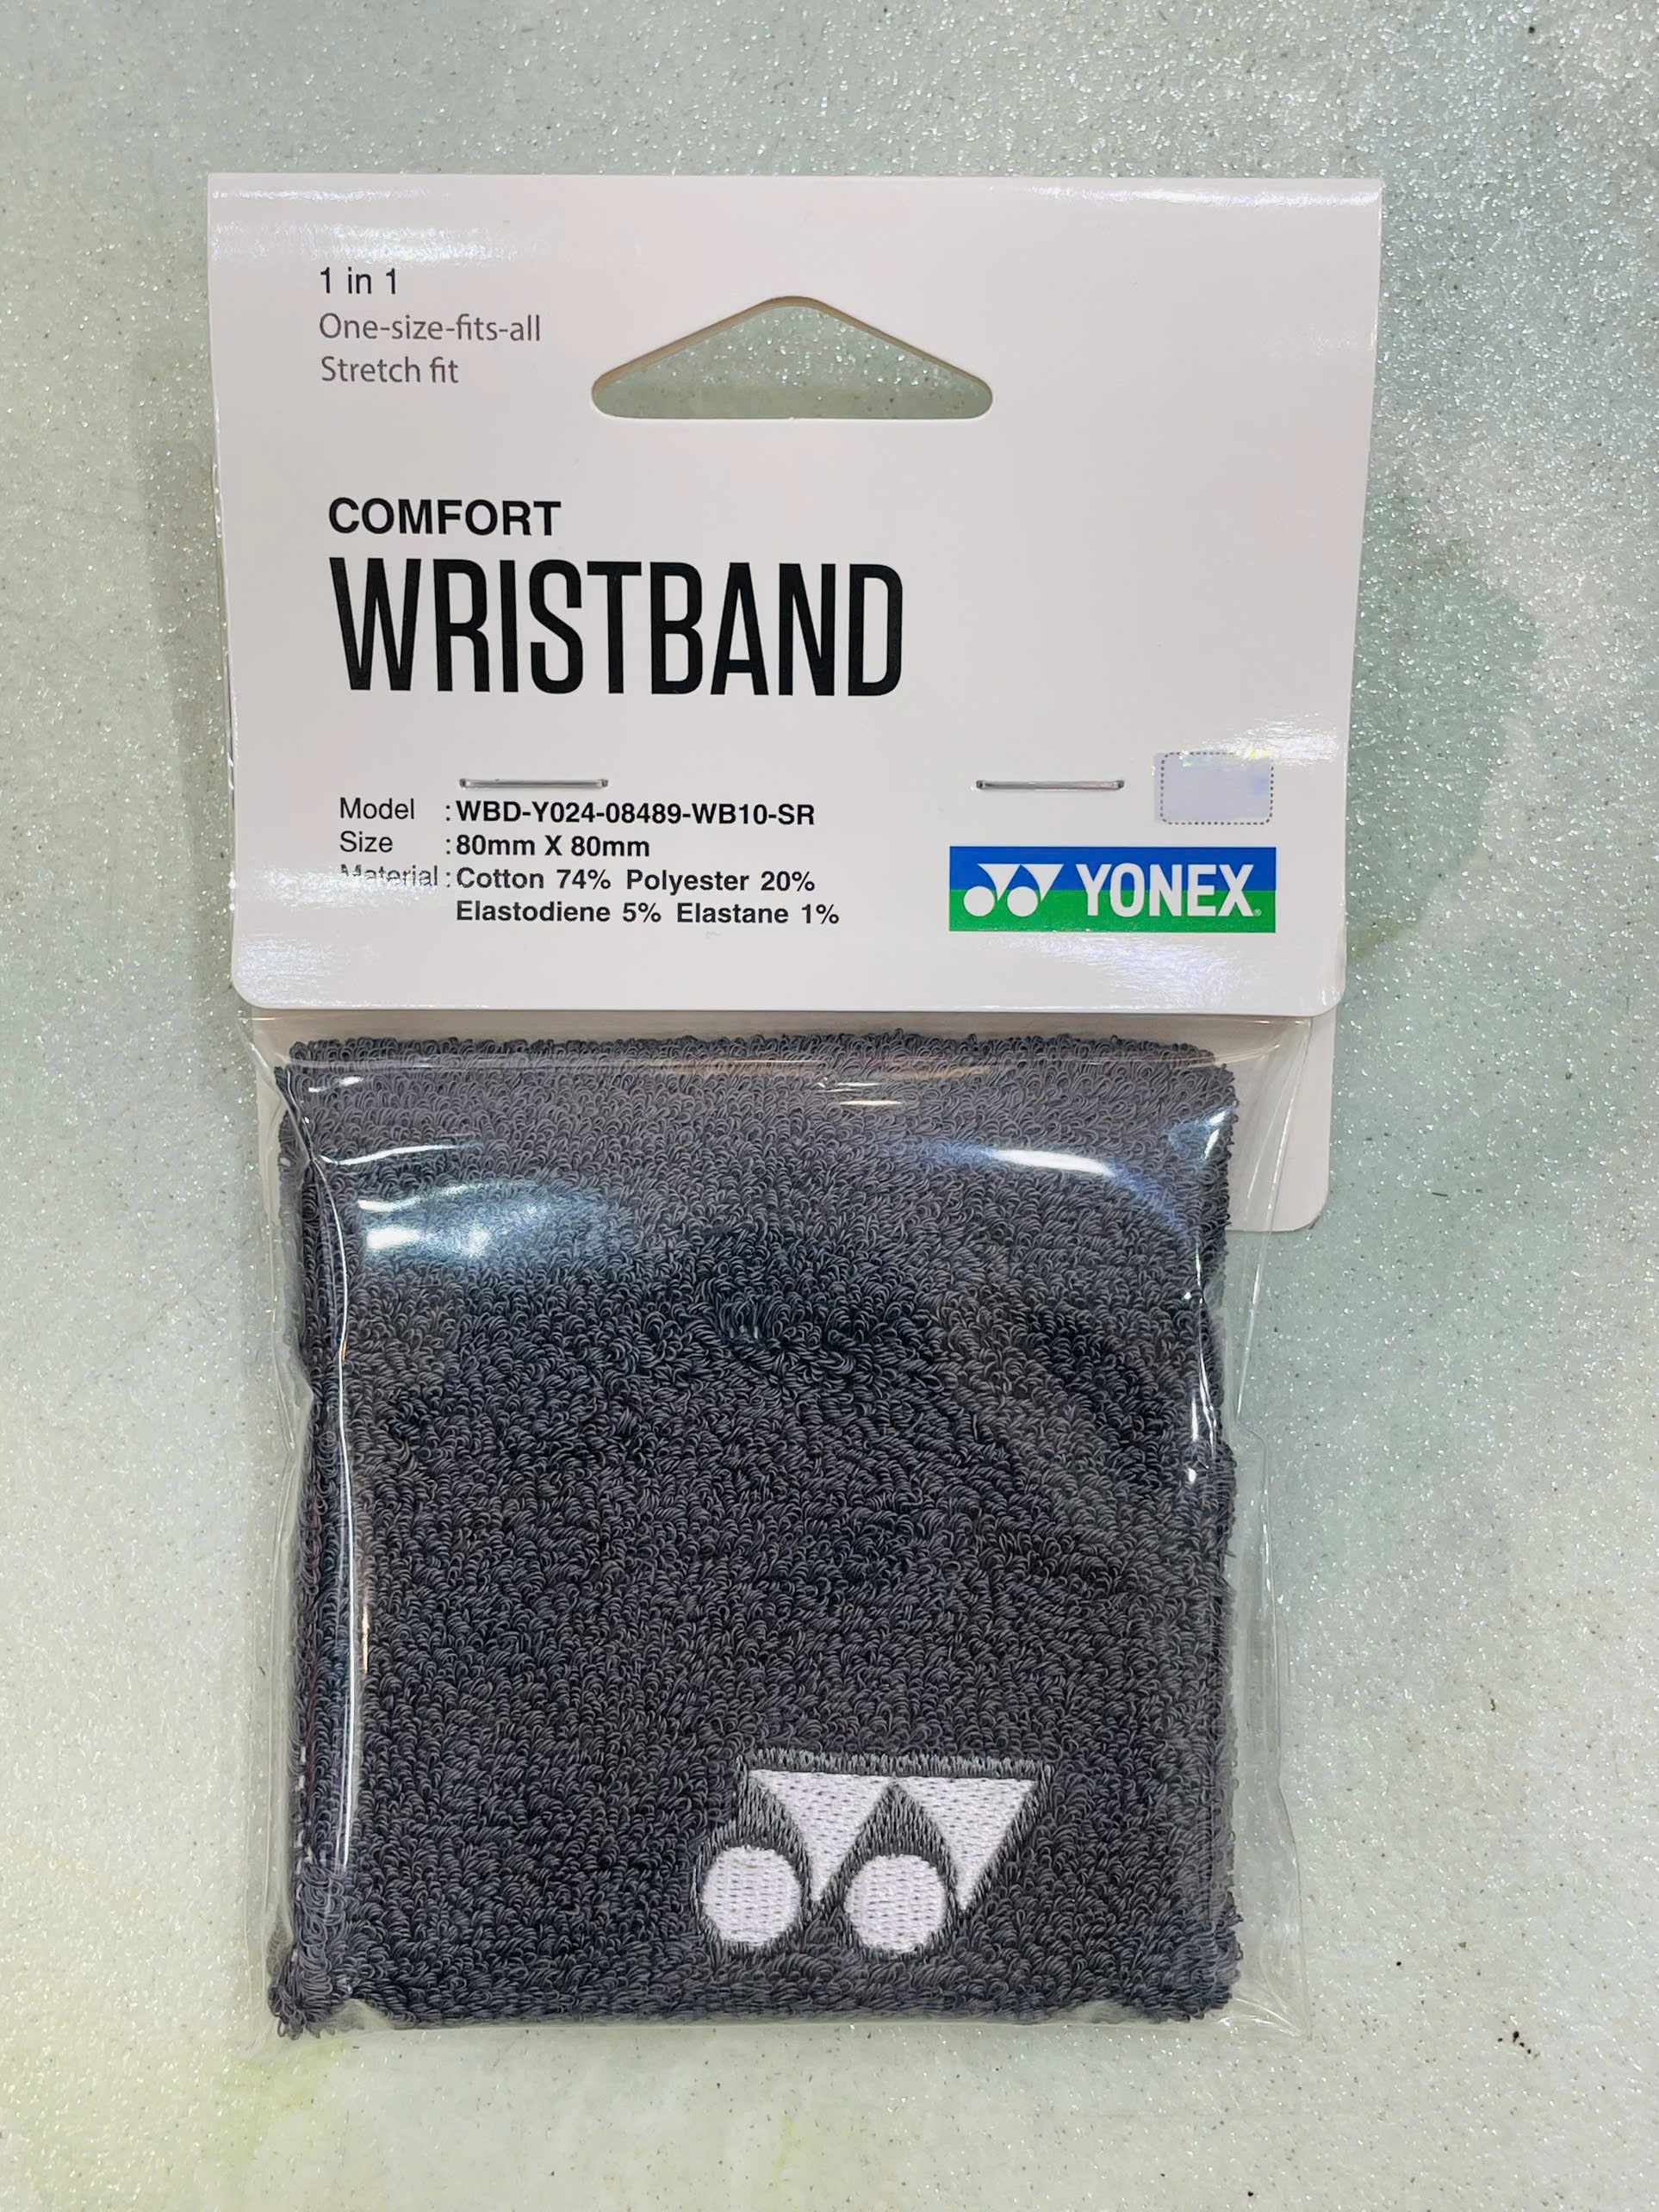 1 in 1
One-size-fits-all
Stretch fit
COMFORT
WRISTBAND
Model : WBD-Y024-08489-WB10-SR
Size : 80mm X 80mm
Material : Cotton 74% Polyester 20%
Elastodiene 5% Elastane 1%
YONEX®